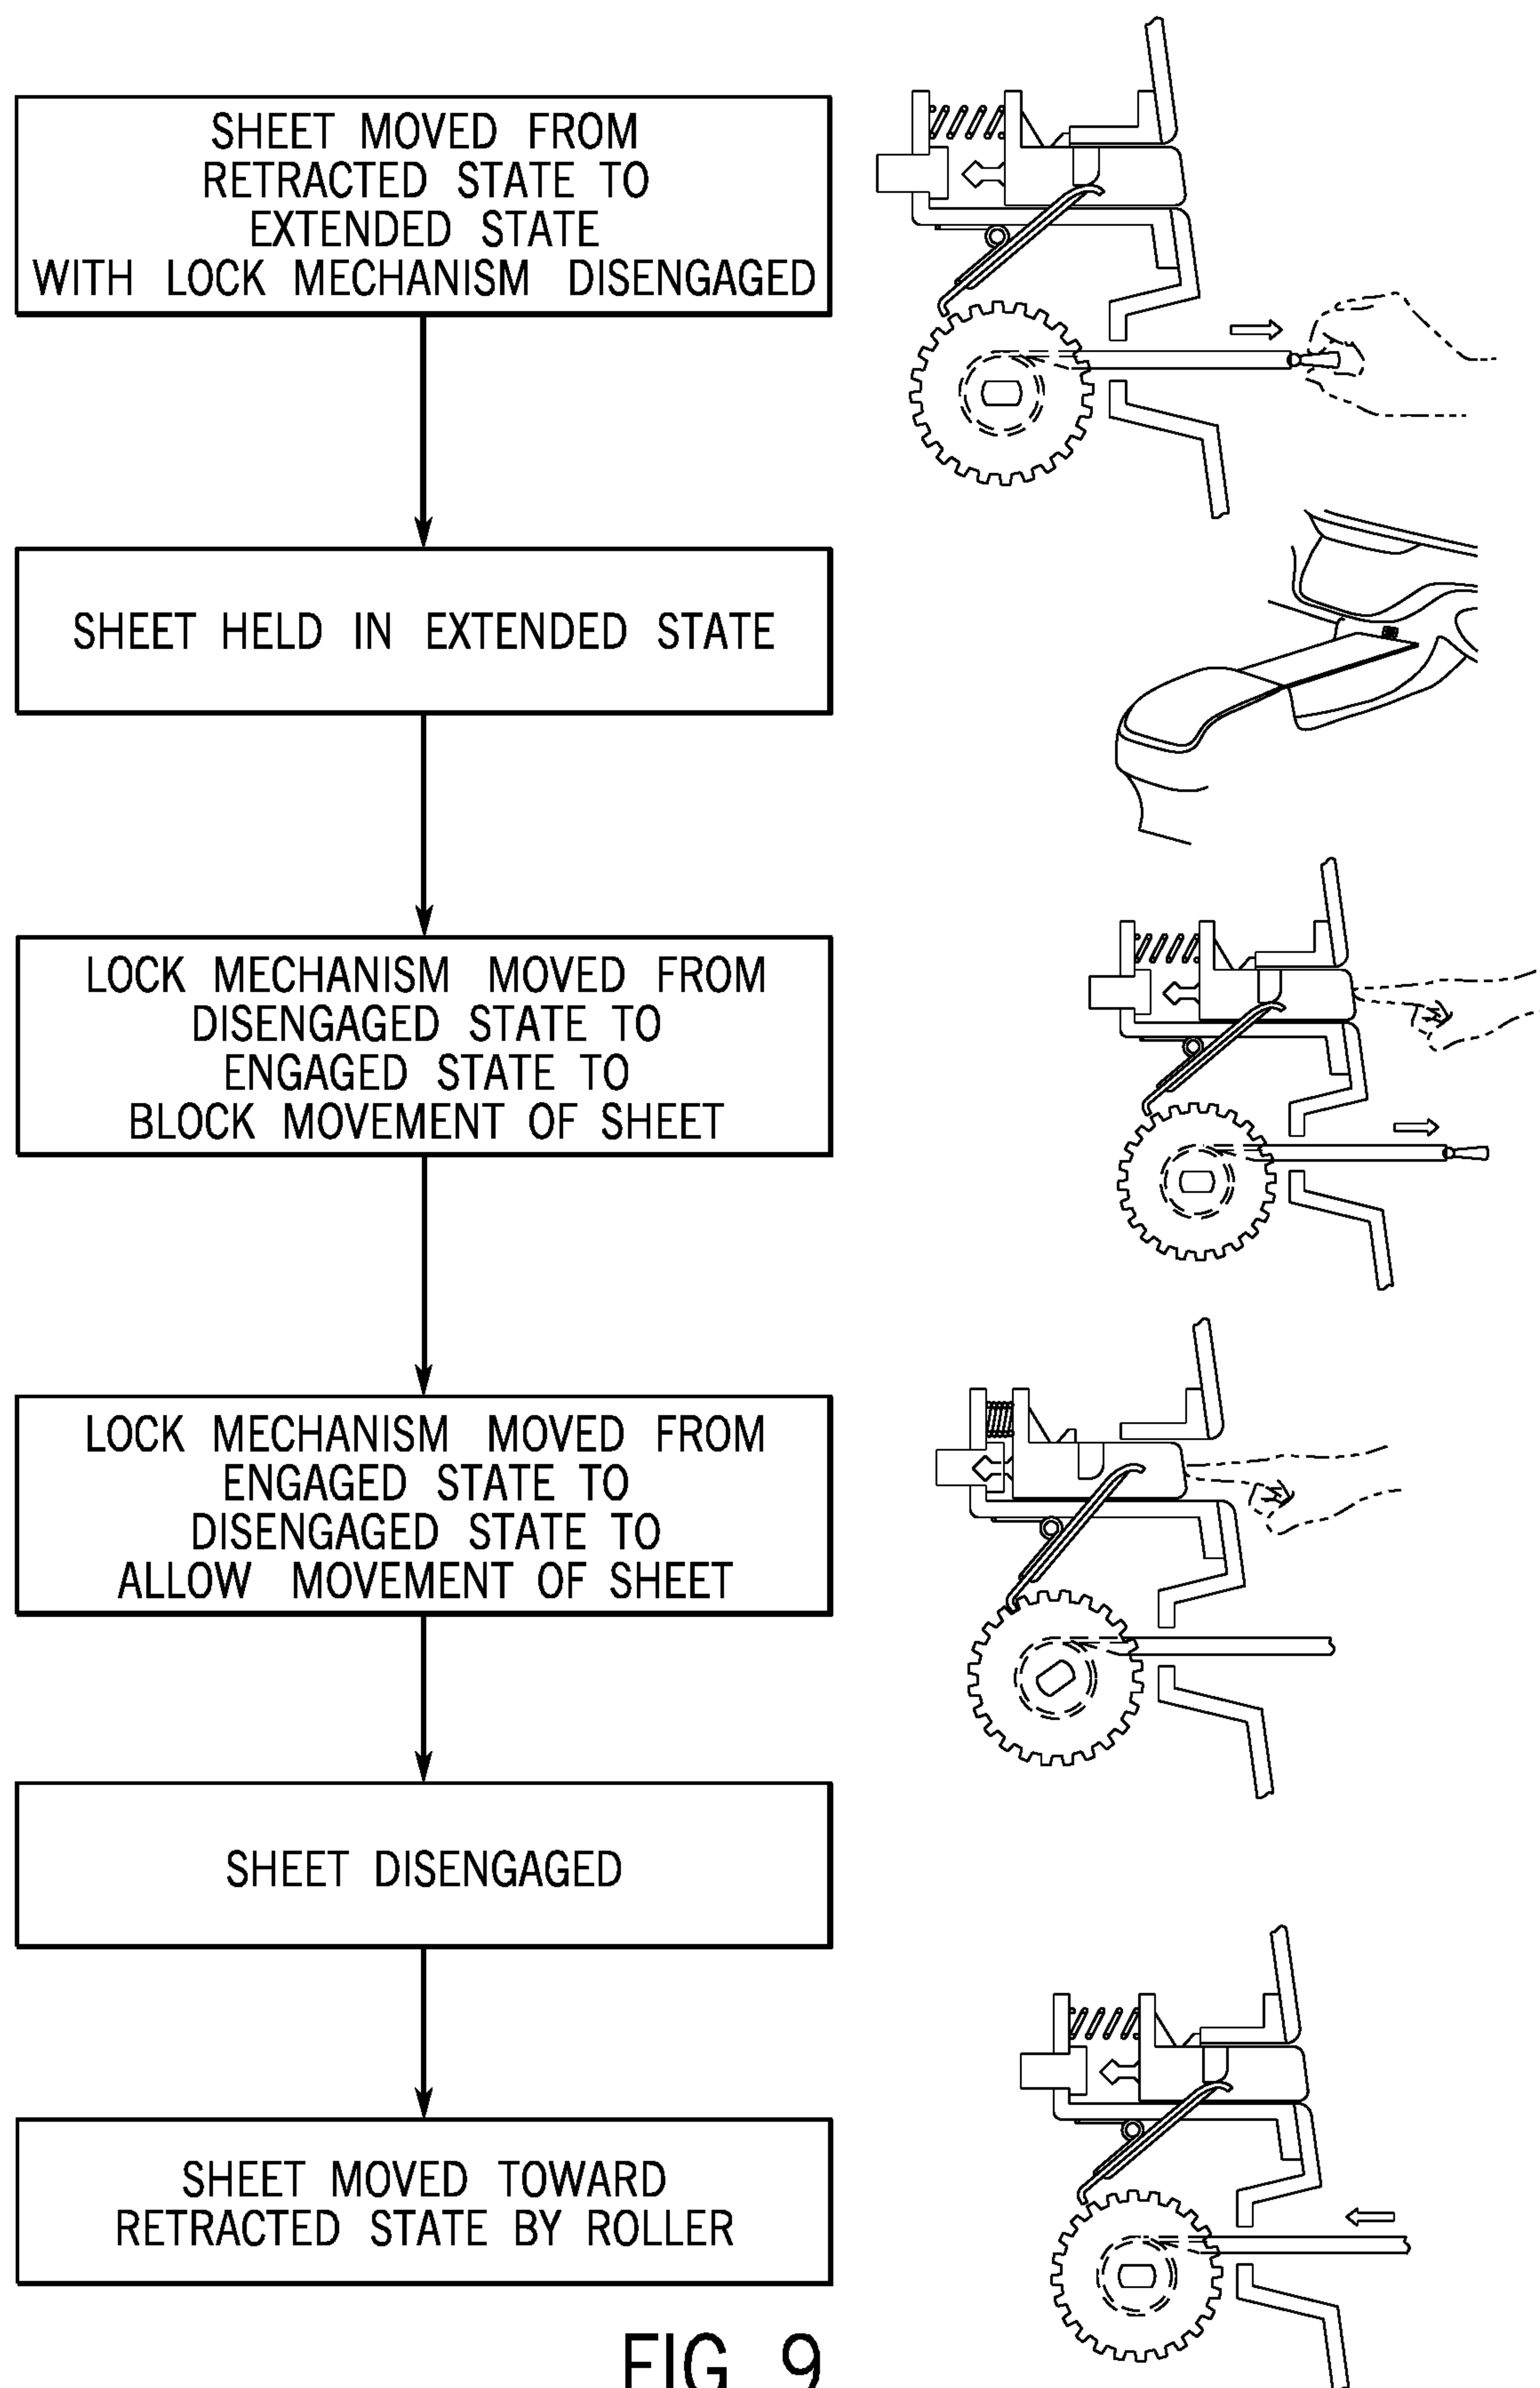 SHEET MOVED FROM
RETRACTED STATE TO
EXTENDED STATE
WITH LOCK MECHANISM DISENGAGED
SHEET HELD IN EXTENDED STATE
LOCK MECHANISM MOVED FROM
DISENGAGED STATE TO
ENGAGED STATE TO
BLOCK MOVEMENT OF SHEET
LOCK MECHANISM MOVED FROM
ENGAGED STATE TO
DISENGAGED STATE TO
ALLOW MOVEMENT OF SHEET
SHEET DISENGAGED
SHEET MOVED TOWARD
RETRACTED STATE BY ROLLER
FIG 9